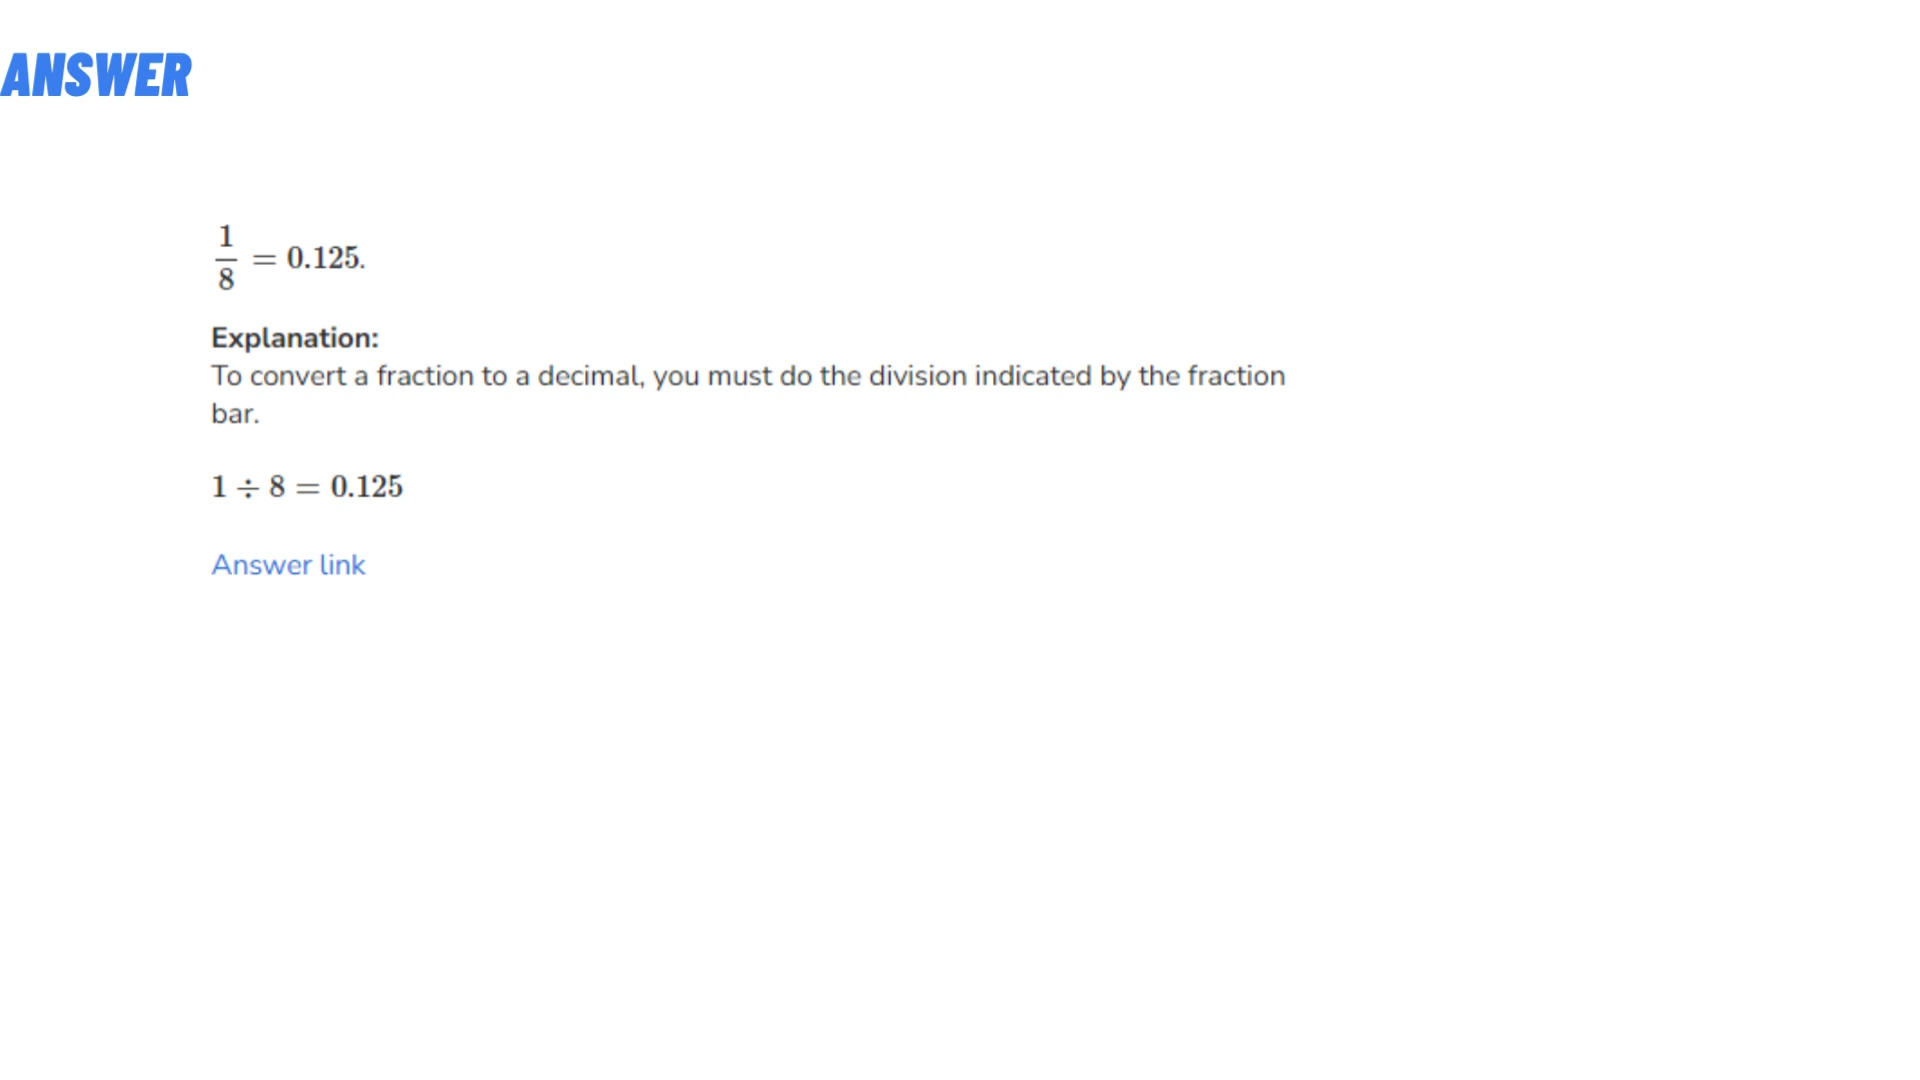 ANSWER
1/8 = 0.125.
Explanation:
To convert a fraction to a decimal, you must do the division indicated by the fraction
bar.
1 ÷ 8 = 0.125
Answer link